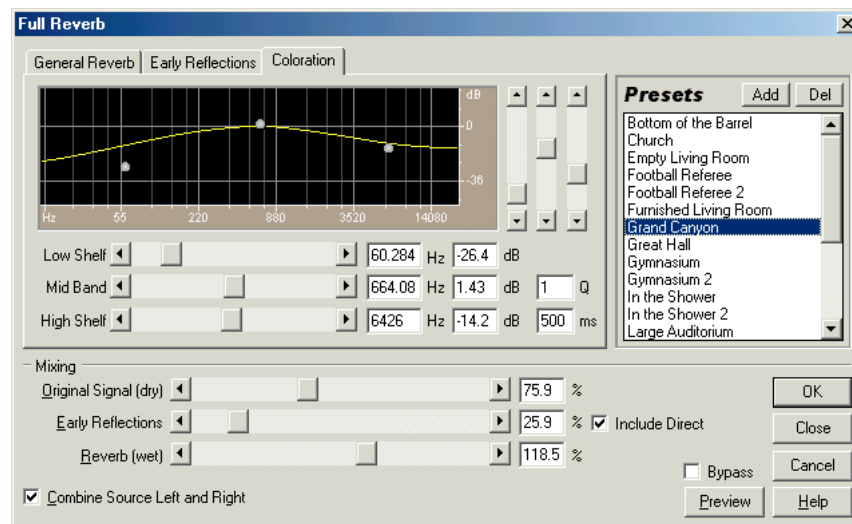 Full Reverb
General Reverb Early Reflections Coloration
dB
-0
-36
Hz 55 220 880 3520 14080
Low Shelf 60.284 Hz -26.4 dB
Mid Band 664.08 Hz 1.43 dB 1 Q
High Shelf 6426 Hz -14.2 dB 500 ms
Presets Add Del
Bottom of the Barrel
Church
Empty Living Room
Football Referee
Football Referee 2
Furnished Living Room
Grand Canyon
Great Hall
Gymnasium
Gymnasium 2
In the Shower
In the Shower 2
Large Auditorium
Mixing
Original Signal (dry) 75.9 %
Early Reflections 25.9 % Include Direct
Reverb (wet) 118.5 %
Combine Source Left and Right
Bypass
Preview
OK
Close
Cancel
Help